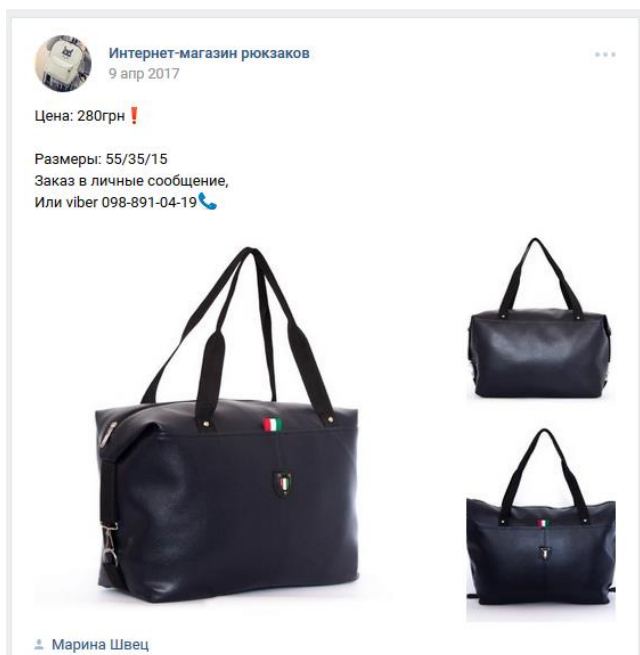 Интернет-магазин рюкзаков
9 апр 2017
Цена: 280грн❗
Размеры: 55/35/15
Заказ в личные сообщение,
Или viber 098-891-04-19📞
Марина Швец